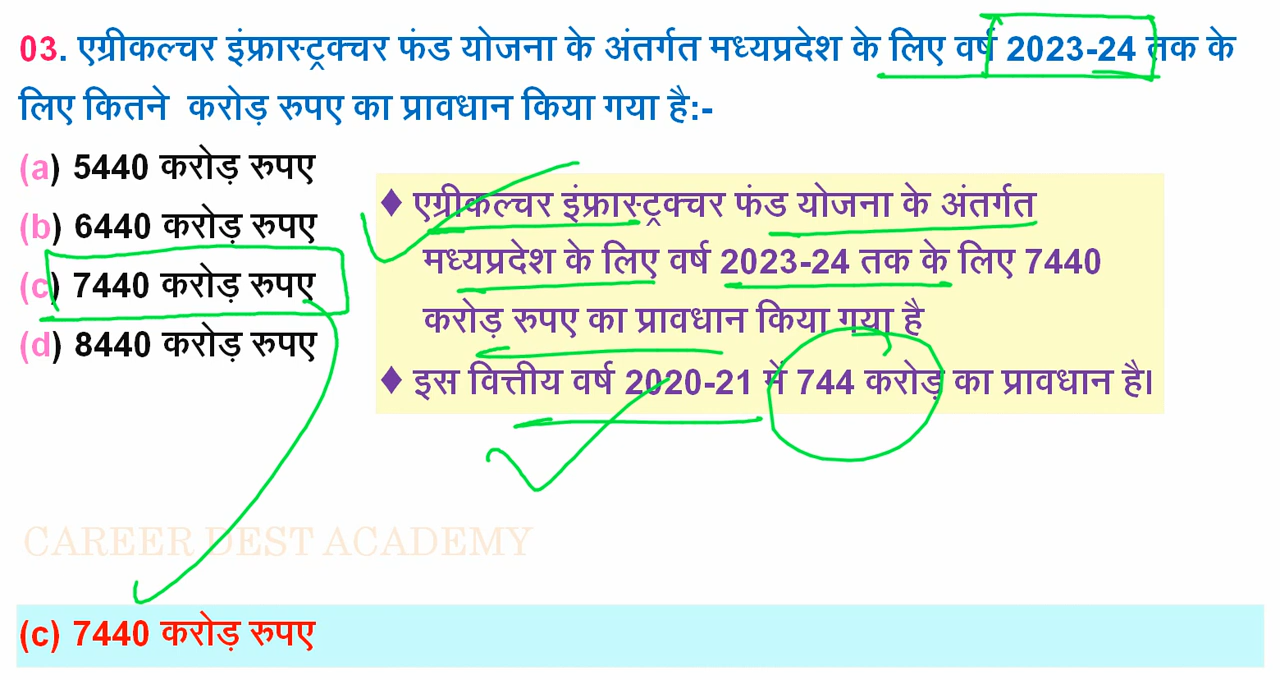 03. एग्रीकल्चर इंफ्रास्ट्रक्चर फंड योजना के अंतर्गत मध्यप्रदेश के लिए वर्ष 2023-24 तक के
लिए कितने करोड़ रुपए का प्रावधान किया गया है:-
(a) 5440 करोड़ रुपए
(b) 6440 करोड़ रुपए
(c) 7440 करोड़ रुपए
(d) 8440 करोड़ रुपए
♦ एग्रीकल्चर इंफ्रास्ट्रक्चर फंड योजना के अंतर्गत
मध्यप्रदेश के लिए वर्ष 2023-24 तक के लिए 7440
करोड़ रुपए का प्रावधान किया गया है
♦ इस वित्तीय वर्ष 2020-21 में 744 करोड़ का प्रावधान है।
CAREER DEST ACADEMY
(c) 7440 करोड़ रुपए